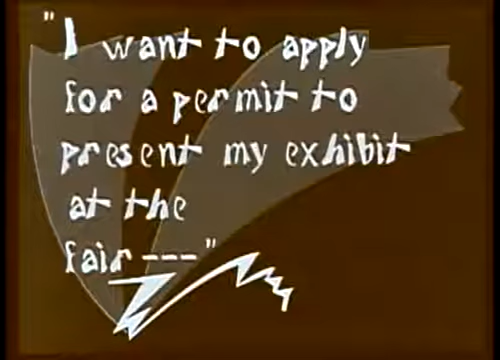 "I want to apply
for a permit to
present my exhibit
at the
fair---"